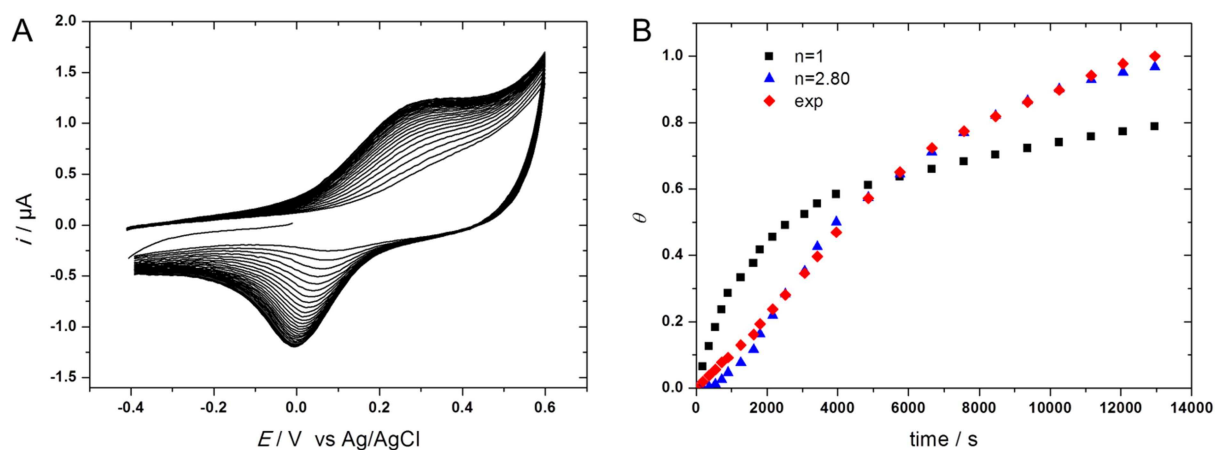 A
2.0
1.5
1.0
0.5
0.0
-0.5
-1.0
-1.5
i / µA
-0.4 -0.2 0.0 0.2 0.4 0.6
E / V vs Ag/AgCl
B
n=1
n=2.80
exp
1.0
0.8
0.6
0.4
0.2
0.0
θ
0 2000 4000 6000 8000 10000 12000 14000
time / s